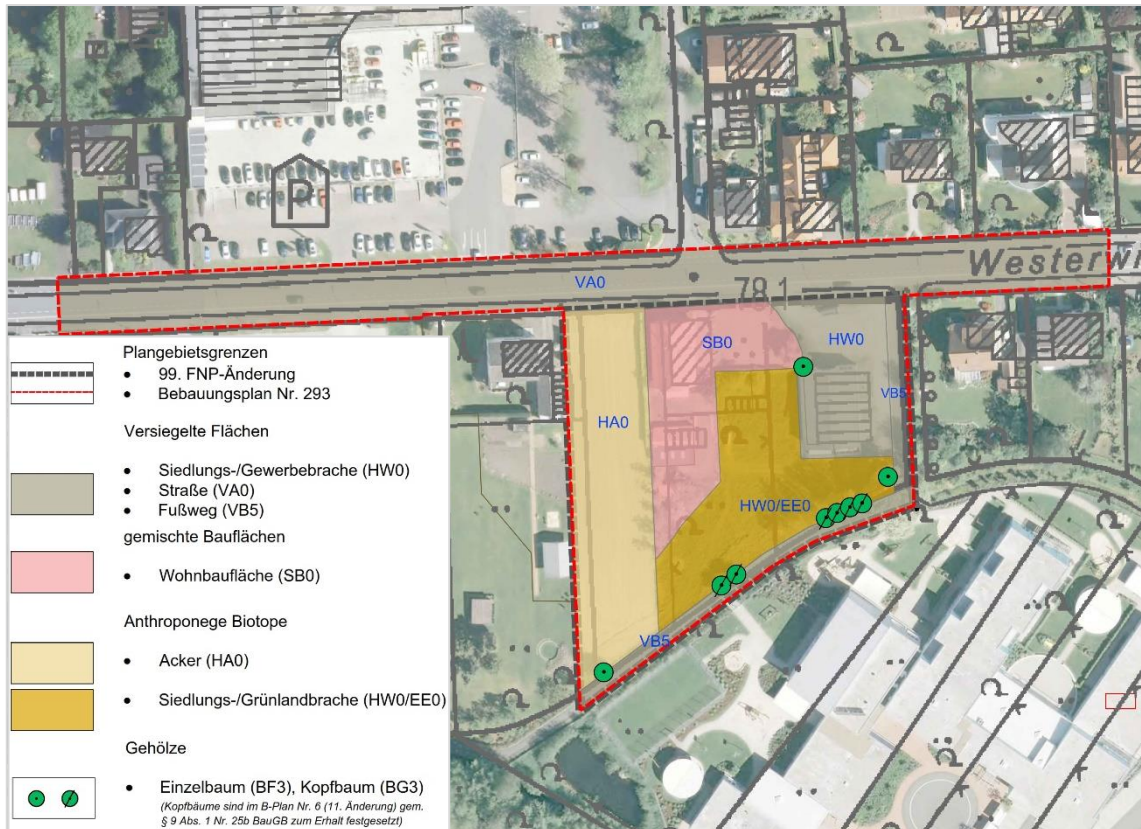 P
VA0
78.1
Westerwi
SB0
HW0
VB5
HA0
HW0/EE0
VB5
Plangebietsgrenzen
• 99. FNP-Änderung
• Bebauungsplan Nr. 293
Versiegelte Flächen
• Siedlungs-/Gewerbebrache (HW0)
• Straße (VA0)
• Fußweg (VB5)
gemischte Bauflächen
• Wohnbaufläche (SB0)
Anthroponege Biotope
• Acker (HA0)
• Siedlungs-/Grünlandbrache (HW0/EE0)
Gehölze
• Einzelbaum (BF3), Kopfbaum (BG3)
(Kopfbäume sind im B-Plan Nr. 6 (11. Änderung) gem.
§ 9 Abs. 1 Nr. 25b BauGB zum Erhalt festgesetzt)